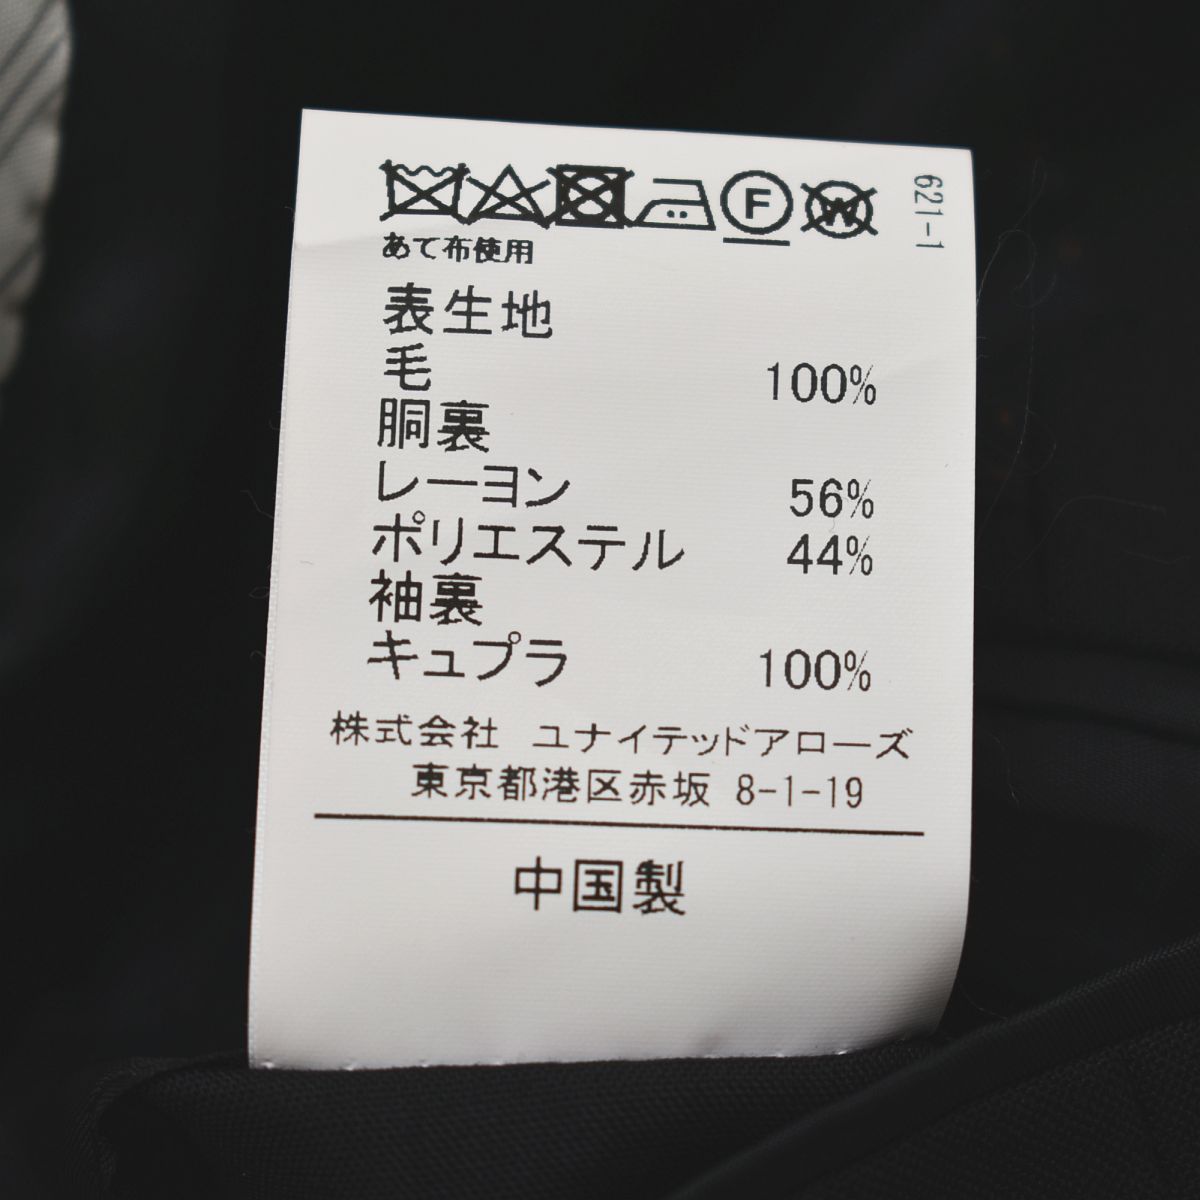 621-1
F W
あて布使用
表生地
毛 100%
胴裏
レーヨン 56%
ポリエステル 44%
袖裏
キュプラ 100%
株式会社 ユナイテッドアローズ
東京都港区赤坂 8-1-19
中国製